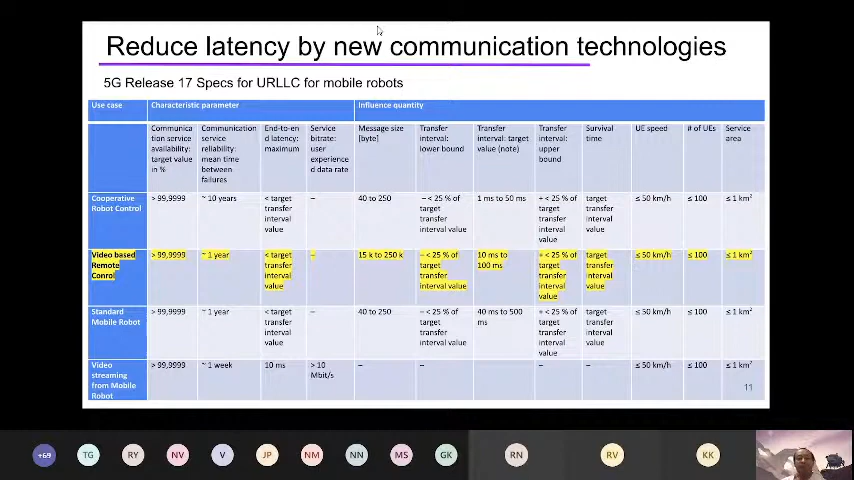 Reduce latency by new communication technologies
5G Release 17 Specs for URLLC for mobile robots
Use case Characteristic parameter Influence quantity
Communica tion service availability: target value in % Communication service reliability: mean time between failures End-to-en d latency: maximum Service bitrate: user experience d data rate Message size [byte] Transfer interval: lower bound Transfer interval: target value (note) Transfer interval: upper bound Survival time UE speed # of UEs Service area
Cooperative Robot Control > 99,9999 ~ 10 years < target transfer interval value – 40 to 250 – < 25 % of target transfer interval value 1 ms to 50 ms + < 25 % of target transfer interval value target transfer interval value ≤ 50 km/h ≤ 100 ≤ 1 km²
Video based Remote Conrol > 99,9999 ~ 1 year < target transfer interval value – 15 k to 250 k – < 25 % of target transfer interval value 10 ms to 100 ms + < 25 % of target transfer interval value target transfer interval value ≤ 50 km/h ≤ 100 ≤ 1 km²
Standard Mobile Robot > 99,9999 ~ 1 year < target transfer interval value – 40 to 250 – < 25 % of target transfer interval value 40 ms to 500 ms + < 25 % of target transfer interval value target transfer interval value ≤ 50 km/h ≤ 100 ≤ 1 km²
Video streaming from Mobile Robot > 99,9999 ~ 1 week 10 ms > 10 Mbit/s – – – – ≤ 50 km/h ≤ 100 ≤ 1 km²
11
+69 TG RY NV V JP NM NN MS GK RN RV KK